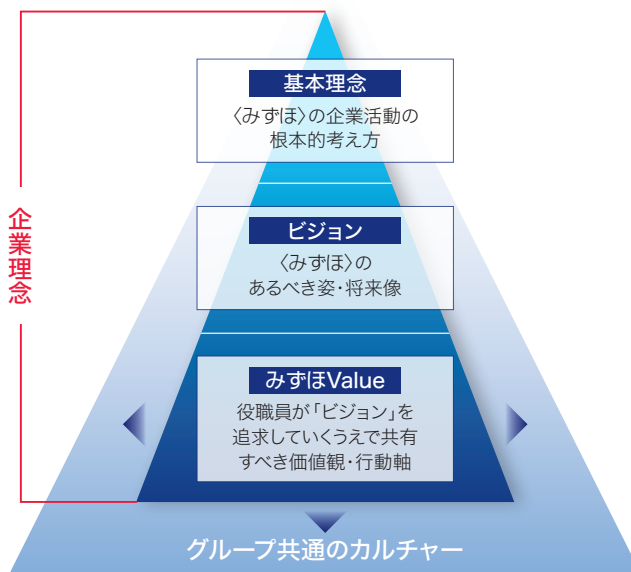 企業理念
基本理念
〈みずほ〉の企業活動の
根本的考え方
ビジョン
〈みずほ〉の
あるべき姿・将来像
みずほValue
役職員が「ビジョン」を
追求していくうえで共有
すべき価値観・行動軸
グループ共通のカルチャー